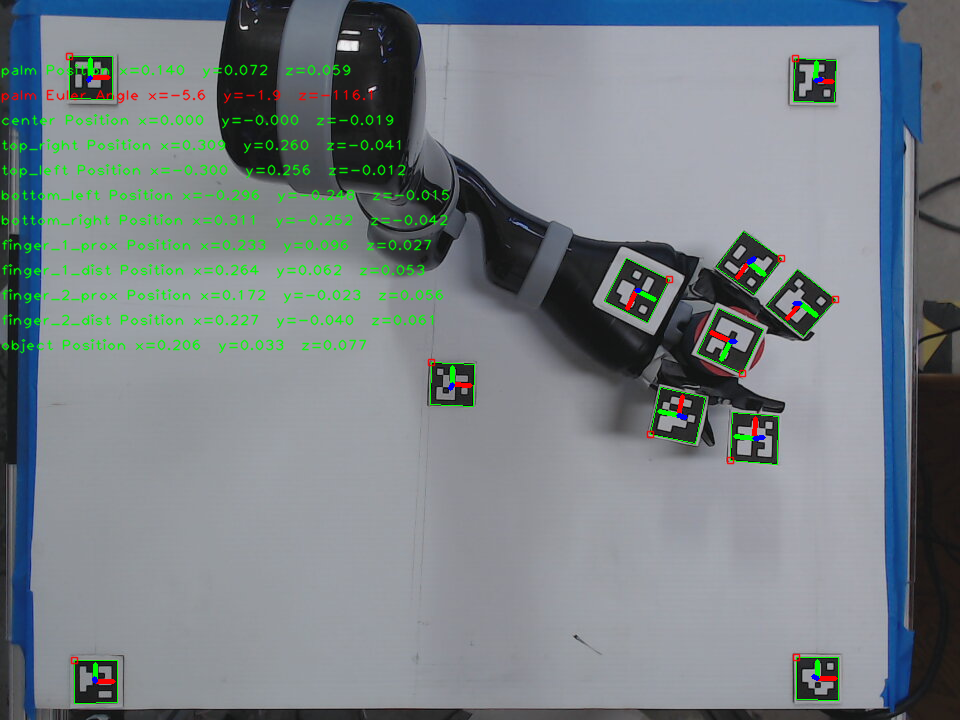 palm Position x=0.140 y=0.072 z=0.059
palm Euler Angle x=-5.6 y=-1.9 z=-116.
center Position x=0.000 y=-0.000 z=-0.019
top_right Position x=0.309 y=0.260 z=-0.041
top_left Position x=-0.300 y=0.256 z=-0.012
bottom_left Position x=-0.296 y=-0.248 z=-0.015
bottom_right Position x=0.311 y=-0.252 z=-0.042
finger_1_prox Position x=0.233 y=0.096 z=0.027
finger_1_dist Position x=0.264 y=0.062 z=0.053
finger_2_prox Position x=0.172 y=-0.023 z=0.066
finger_2_dist Position x=0.227 y=-0.040 z=0.061
object Position x=0.206 y=0.033 z=0.077